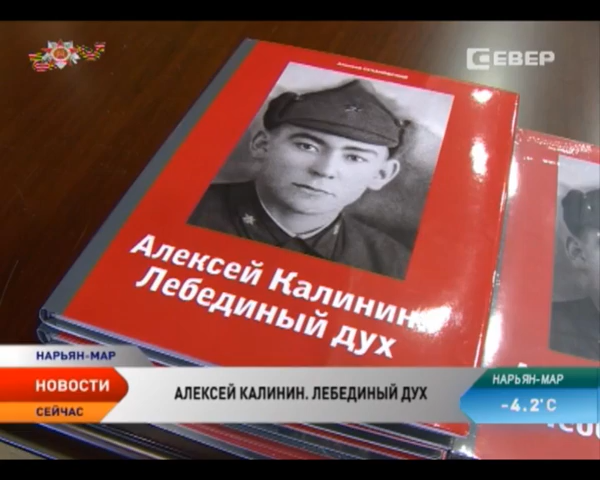 СЕВЕР
Алексей Калинин.
Лебединый дух
НАРЬЯН-МАР
НОВОСТИ
СЕЙЧАС
АЛЕКСЕЙ КАЛИНИН. ЛЕБЕДИНЫЙ ДУХ
НАРЬЯН-МАР
-4.2°C